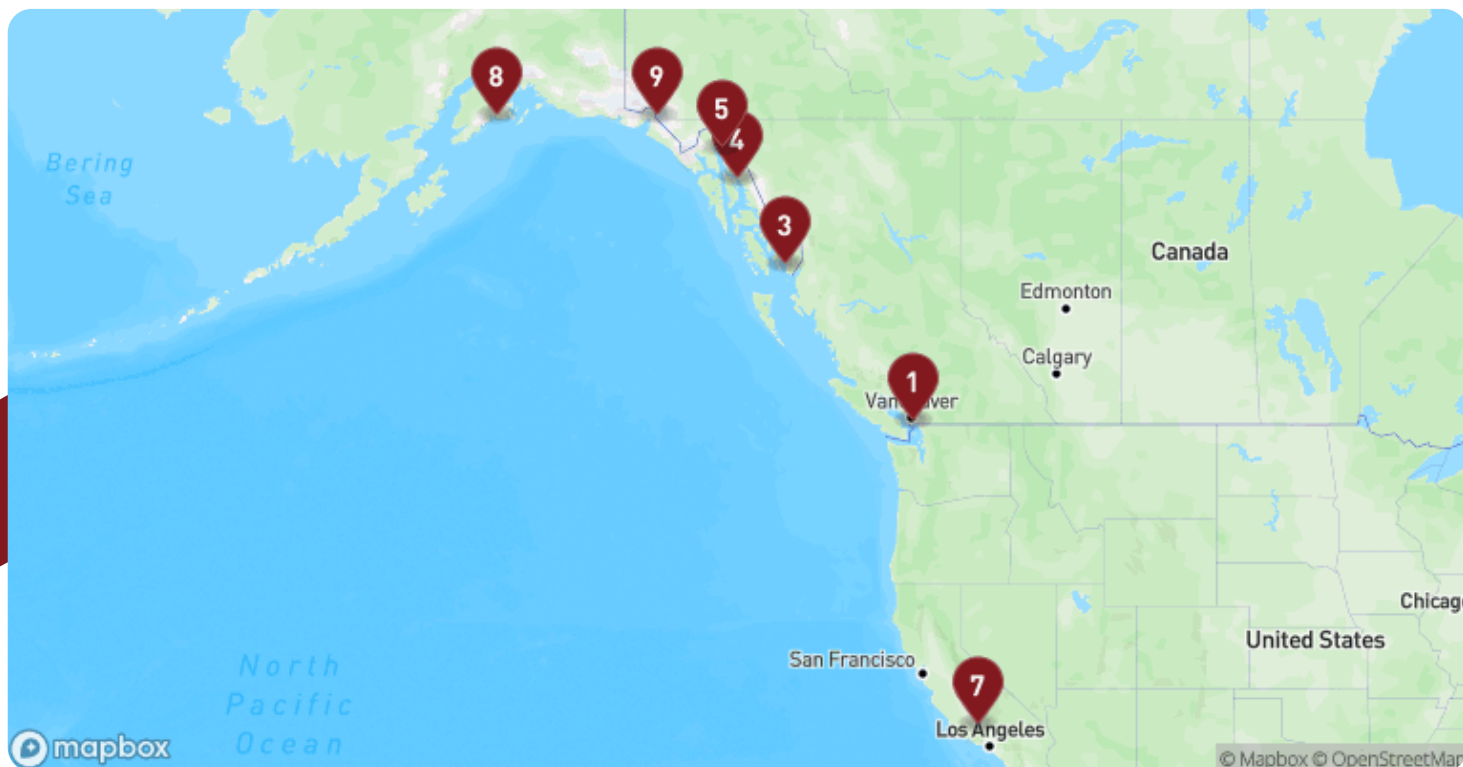 8
9
5
4
Bering
Sea
3
Canada
Edmonton
Calgary
1
Vancouver
Chicag
United States
North
Pacific
Ocean
San Francisco
7
Los Angeles
mapbox
© Mapbox © OpenStreetMap